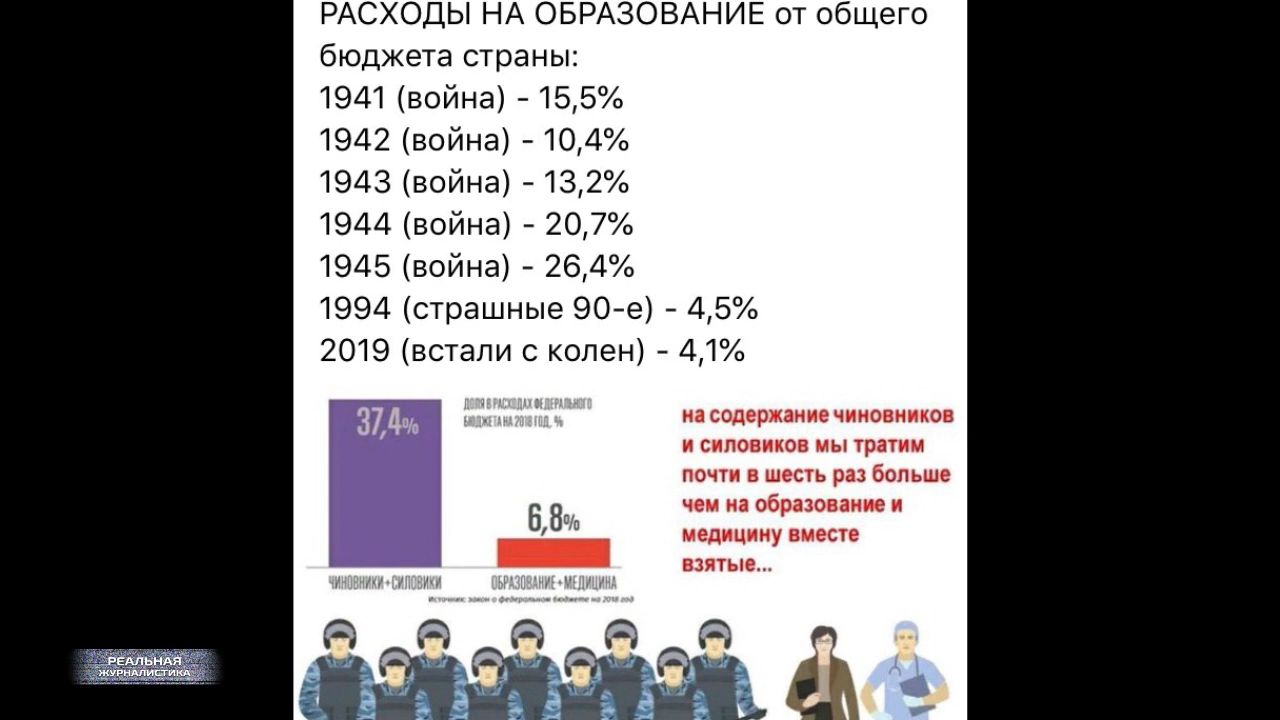 РАСХОДЫ НА ОБРАЗОВАНИЕ от общего
бюджета страны:
1941 (война) - 15,5%
1942 (война) - 10,4%
1943 (война) - 13,2%
1944 (война) - 20,7%
1945 (война) - 26,4%
1994 (страшные 90-е) - 4,5%
2019 (встали с колен) - 4,1%
37,4%
ДОЛЯ В РАСХОДАХ ФЕДЕРАЛЬНОГО
БЮДЖЕТА НА 2018 ГОД, %
6,8%
ЧИНОВНИКИ+СИЛОВИКИ
ОБРАЗОВАНИЕ+МЕДИЦИНА
Источник: закон о федеральном бюджете на 2018 год
на содержание чиновников
и силовиков мы тратим
почти в шесть раз больше
чем на образование и
медицину вместе
взятые...
РЕАЛЬНАЯ
ЖУРНАЛИСТИКА